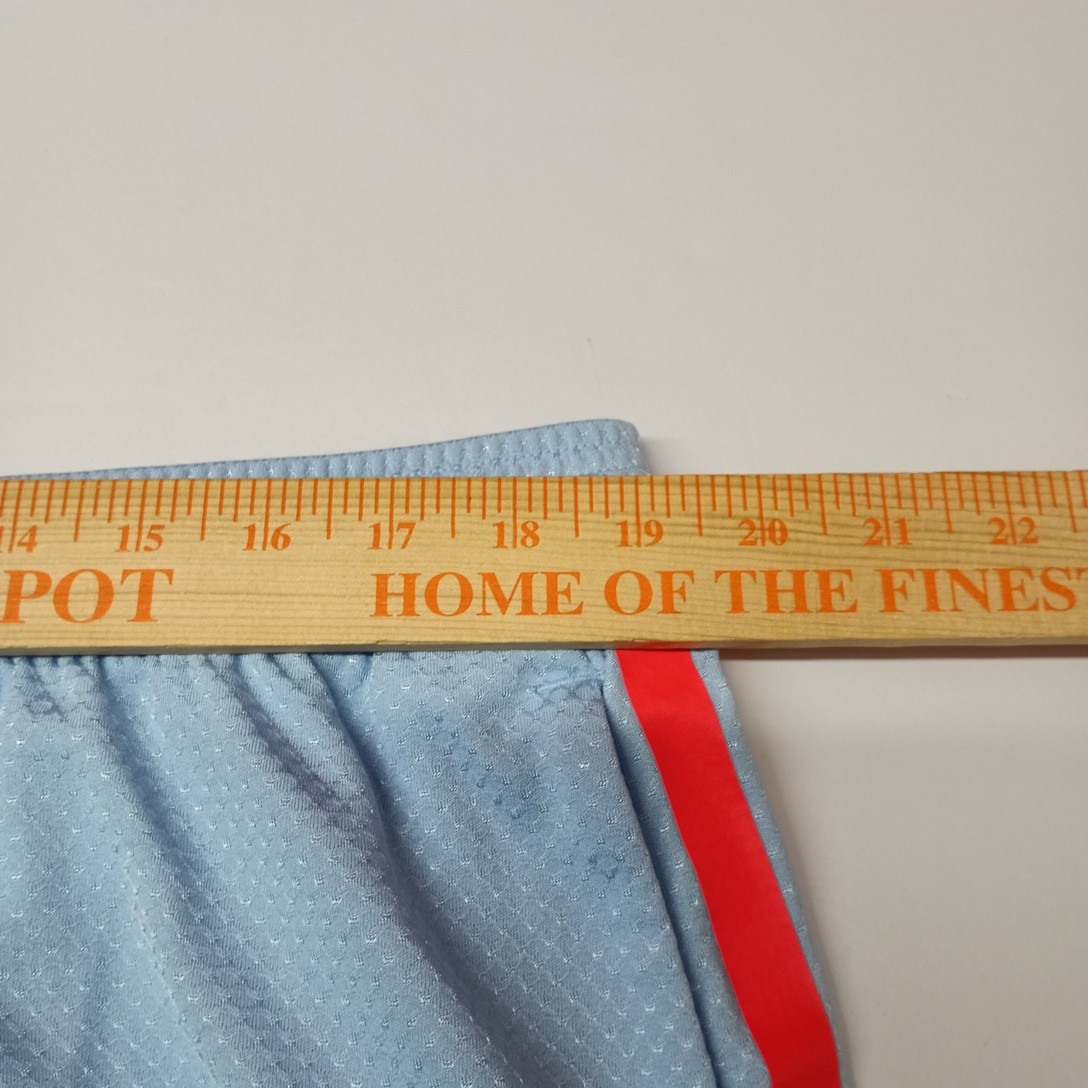 14 15 16 17 18 19 20 21 22
POT HOME OF THE FINEST